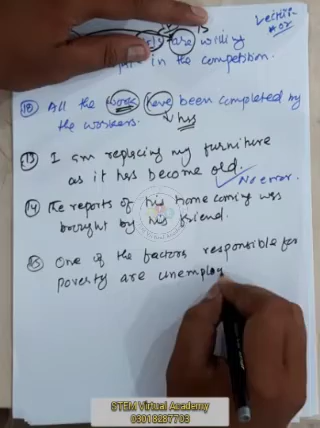 are willing
in the competition.
(12) All the work have been completed by
the workers.
has
(13) I am replacing my furniture
as it has become old.
No error.
(14) The reports of his home coming was
brought by his friend.
(15) One of the factors responsible for
poverty are unemploy
STEM Virtual Academy
03018287703